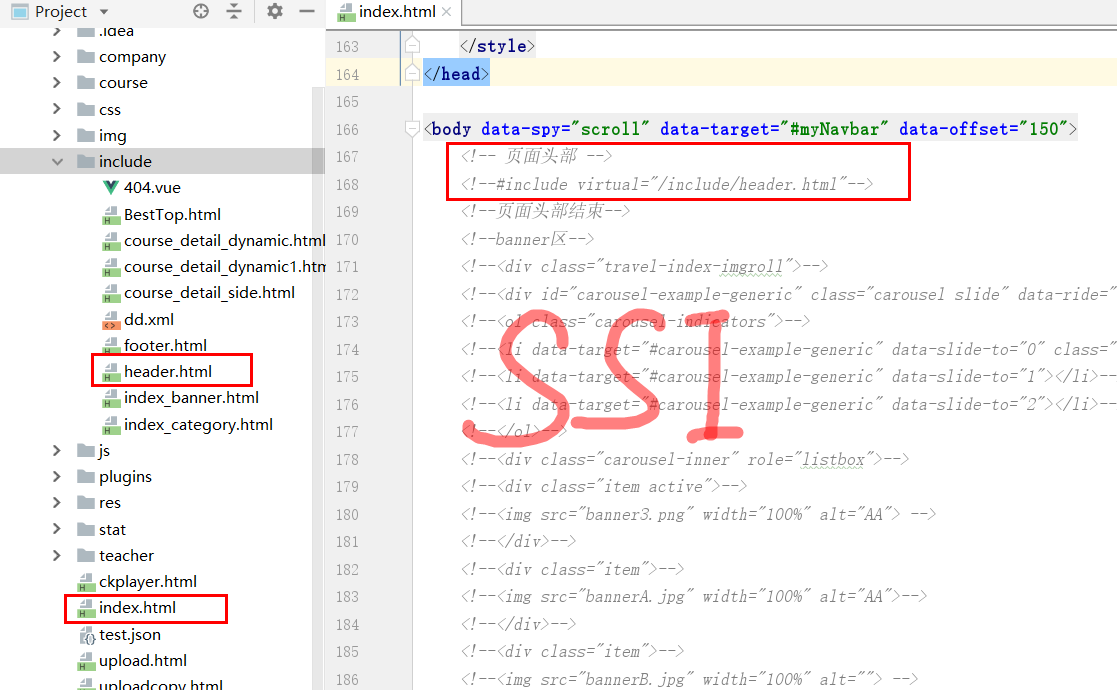 Project
index.html
.idea
company
course
css
img
include
404.vue
BestTop.html
course_detail_dynamic.html
course_detail_dynamic1.htm
course_detail_side.html
dd.xml
footer.html
header.html
index_banner.html
index_category.html
js
plugins
res
stat
teacher
ckplayer.html
index.html
test.json
upload.html
uploadcopy.html
163 </style>
164 </head>
165
166 <body data-spy="scroll" data-target="#myNavbar" data-offset="150">
167 <!-- 页面头部 -->
168 <!--#include virtual="/include/header.html"-->
169 <!--页面头部结束-->
170 <!--banner区-->
171 <!--<div class="travel-index-imgroll">-->
172 <!--<div id="carousel-example-generic" class="carousel slide" data-ride="
173 <!--<ol class="carousel-indicators">-->
174 <!--<li data-target="#carousel-example-generic" data-slide-to="0" class="
175 <!--<li data-target="#carousel-example-generic" data-slide-to="1"></li>--
176 <!--<li data-target="#carousel-example-generic" data-slide-to="2"></li>--
177 <!--</ol>-->
178 <!--<div class="carousel-inner" role="listbox">-->
179 <!--<div class="item active">-->
180 <!--<img src="banner3.png" width="100%" alt="AA"> -->
181 <!--</div>-->
182 <!--<div class="item">-->
183 <!--<img src="bannerA.jpg" width="100%" alt="AA">-->
184 <!--</div>-->
185 <!--<div class="item">-->
186 <!--<img src="bannerB.jpg" width="100%" alt=""> -->
SSI